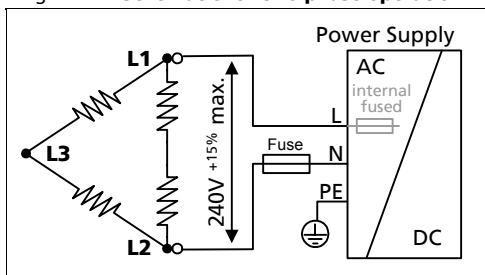 Power Supply
L1
AC
internal
fused
L
240V +15% max.
Fuse
N
L3
PE
L2
DC